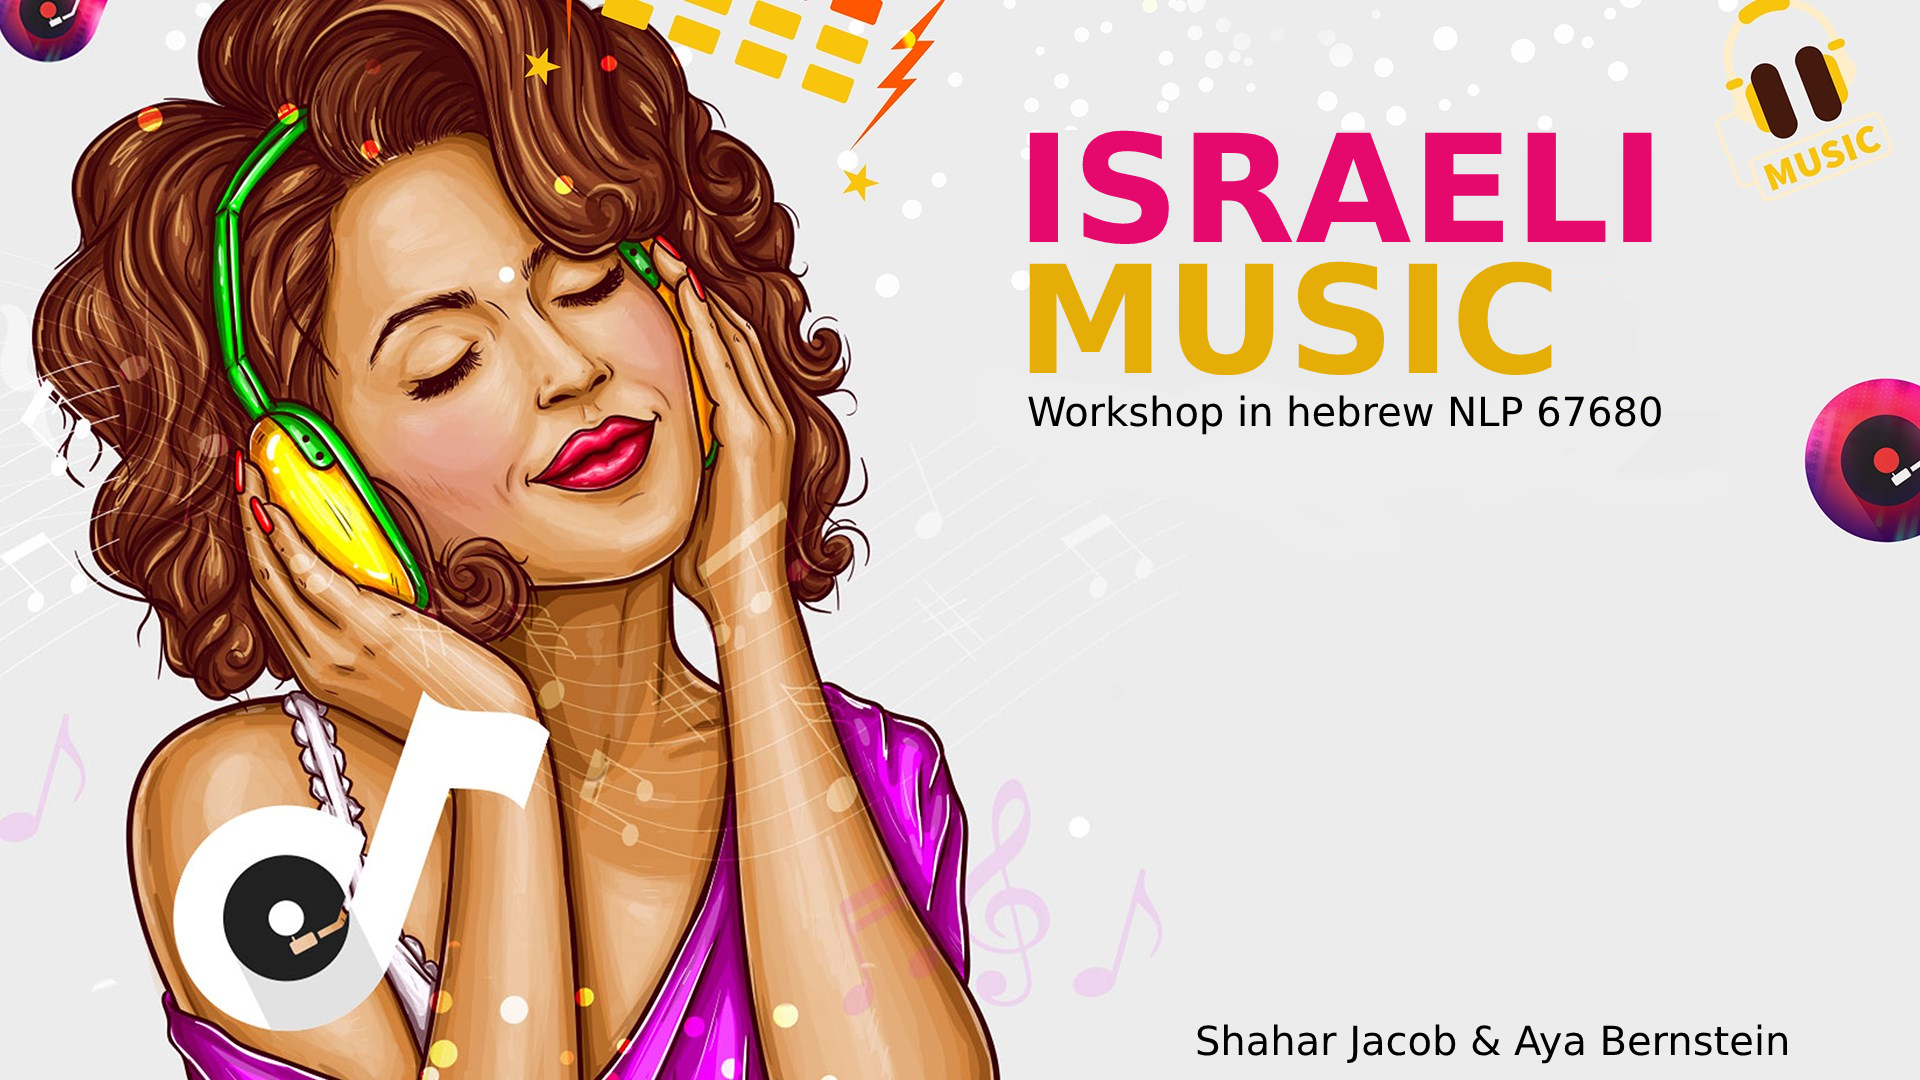 ISRAELI
MUSIC
MUSIC
Workshop in hebrew NLP 67680
Shahar Jacob & Aya Bernstein